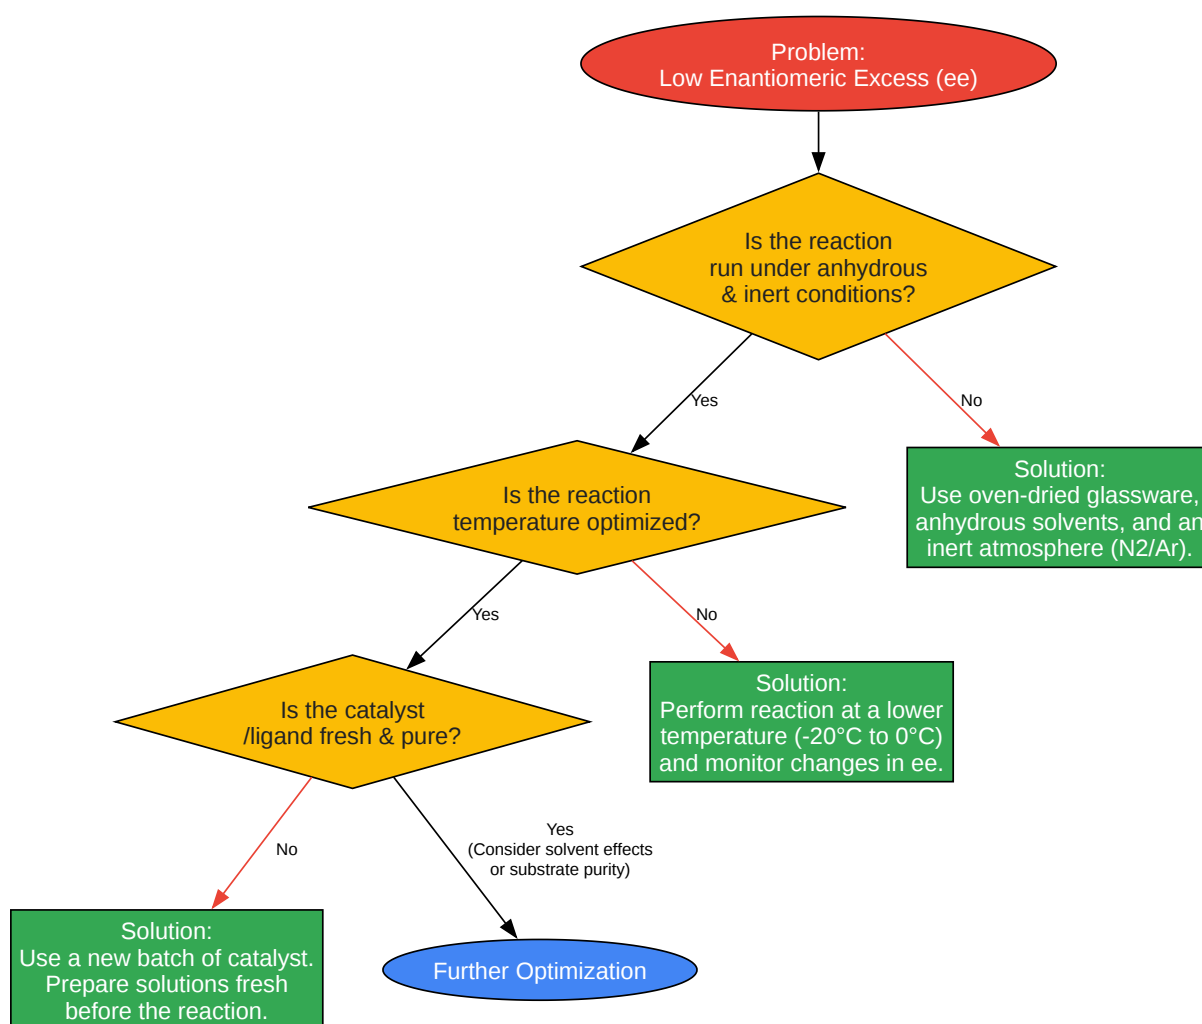 Problem:
Low Enantiomeric Excess (ee)
Is the reaction
run under anhydrous
& inert conditions?
Yes
No
Is the reaction
temperature optimized?
Solution:
Use oven-dried glassware,
anhydrous solvents, and an
inert atmosphere (N2/Ar).
Yes
No
Is the catalyst
/ligand fresh & pure?
Solution:
Perform reaction at a lower
temperature (-20°C to 0°C)
and monitor changes in ee.
No
Yes
(Consider solvent effects
or substrate purity)
Solution:
Use a new batch of catalyst.
Prepare solutions fresh
before the reaction.
Further Optimization